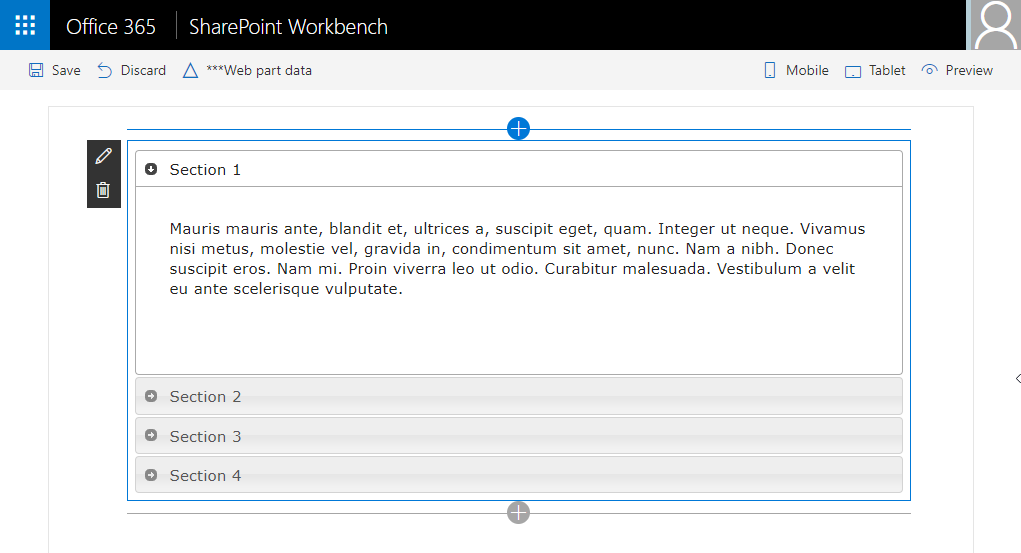 Office 365 SharePoint Workbench
Save Discard ***Web part data Mobile Tablet Preview
Section 1
Mauris mauris ante, blandit et, ultrices a, suscipit eget, quam. Integer ut neque. Vivamus
nisi metus, molestie vel, gravida in, condimentum sit amet, nunc. Nam a nibh. Donec
suscipit eros. Nam mi. Proin viverra leo ut odio. Curabitur malesuada. Vestibulum a velit
eu ante scelerisque vulputate.
Section 2
Section 3
Section 4